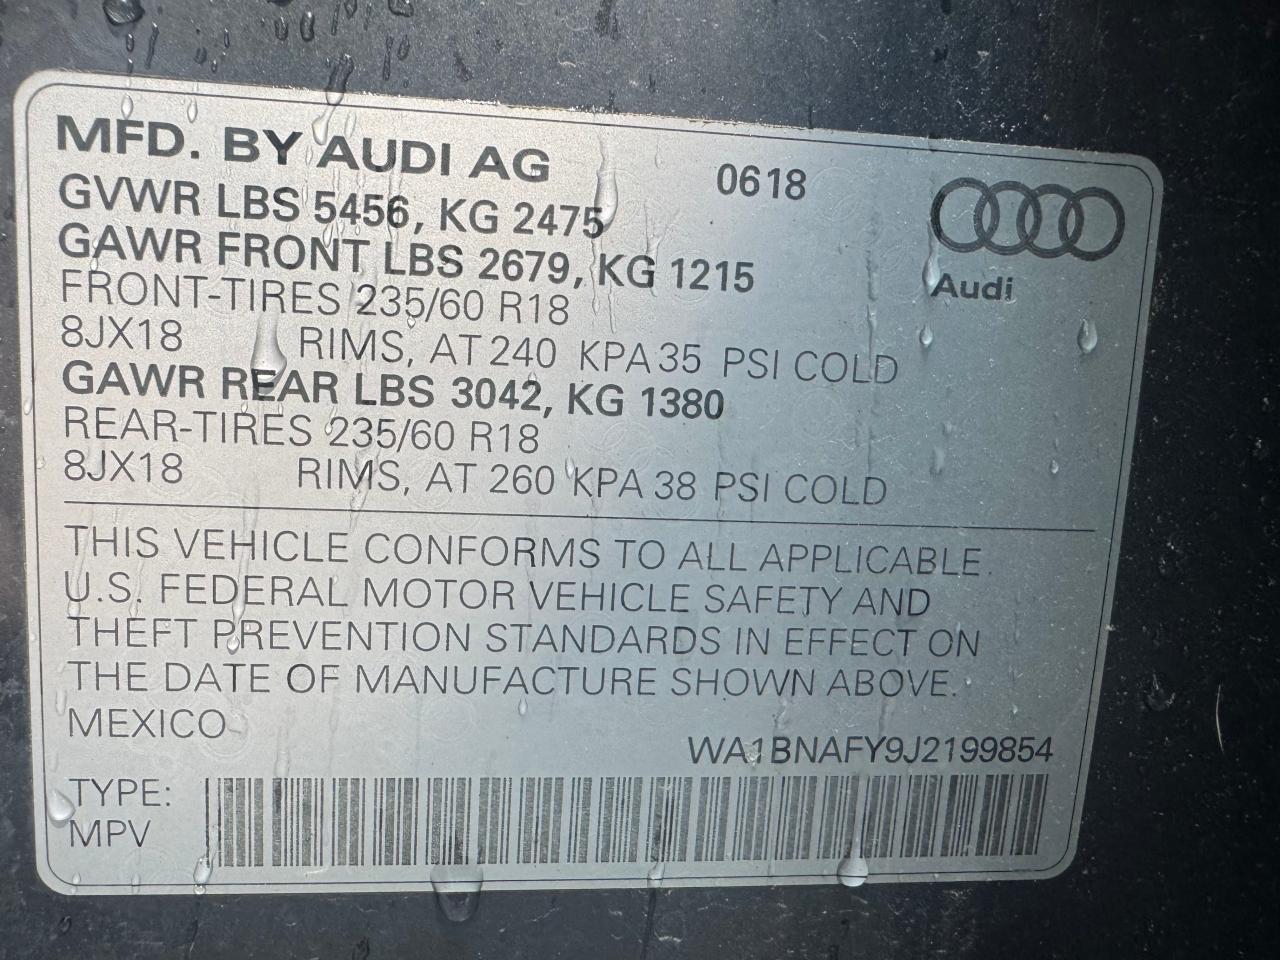 MFD. BY AUDI AG 0618
GVWR LBS 5456, KG 2475
GAWR FRONT LBS 2679, KG 1215
Audi
FRONT-TIRES 235/60 R18
8JX18 RIMS, AT 240 KPA 35 PSI COLD
GAWR REAR LBS 3042, KG 1380
REAR-TIRES 235/60 R18
8JX18 RIMS, AT 260 KPA 38 PSI COLD
THIS VEHICLE CONFORMS TO ALL APPLICABLE
U.S. FEDERAL MOTOR VEHICLE SAFETY AND
THEFT PREVENTION STANDARDS IN EFFECT ON
THE DATE OF MANUFACTURE SHOWN ABOVE.
MEXICO
WA1BNAFY9J2199854
TYPE:
MPV